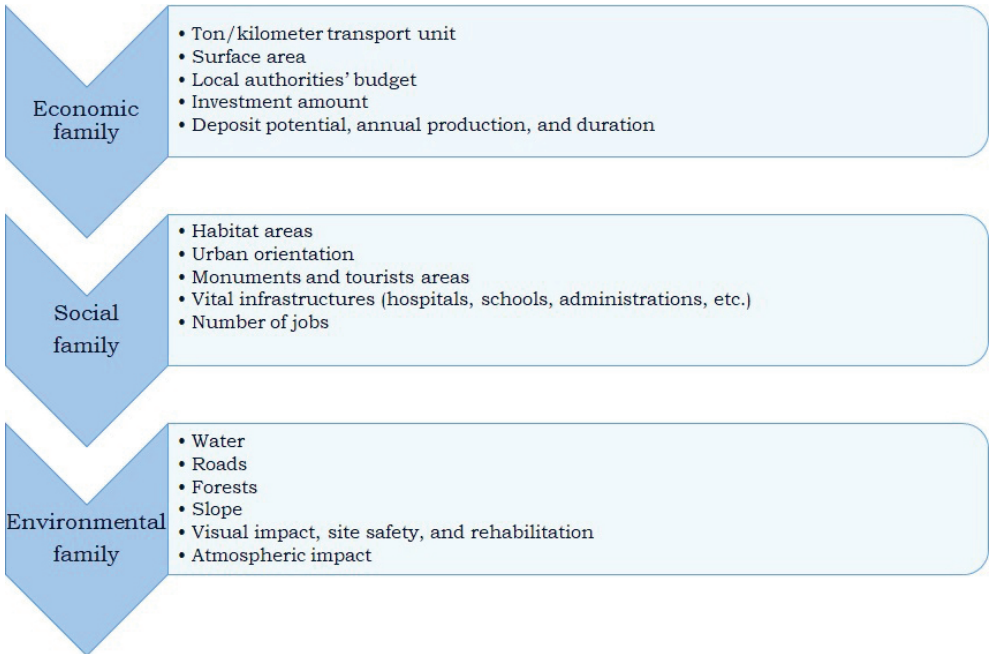 Economic
family
• Ton/kilometer transport unit
• Surface area
• Local authorities’ budget
• Investment amount
• Deposit potential, annual production, and duration
Social
family
• Habitat areas
• Urban orientation
• Monuments and tourists areas
• Vital infrastructures (hospitals, schools, administrations, etc.)
• Number of jobs
Environmental
family
• Water
• Roads
• Forests
• Slope
• Visual impact, site safety, and rehabilitation
• Atmospheric impact